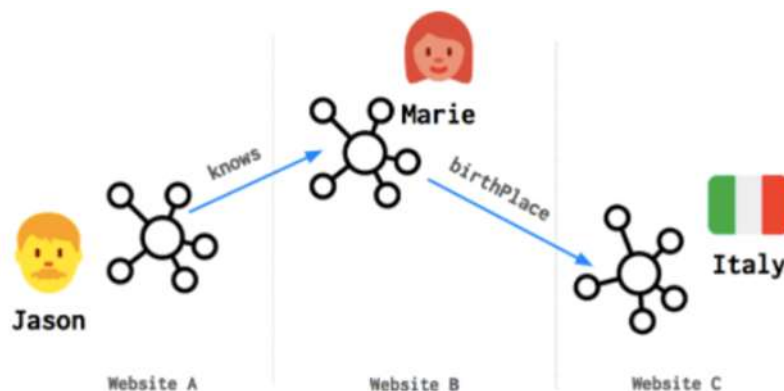 Marie
knows
birthPlace
Italy
Jason
Website A
Website B
Website C